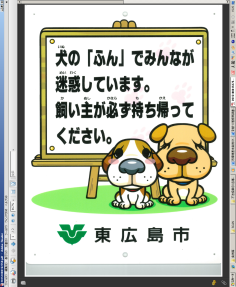 犬の「ふん」でみんなが
迷惑しています。
飼い主が必ず持ち帰って
ください。
東広島市